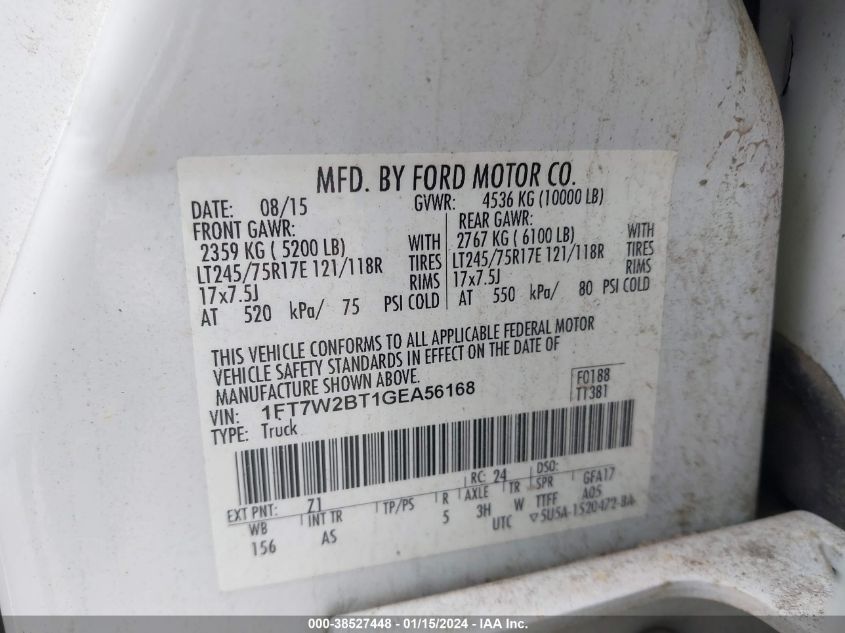 MFD. BY FORD MOTOR CO.
DATE: 08/15 GVWR: 4536 KG (10000 LB)
FRONT GAWR: REAR GAWR:
2359 KG ( 5200 LB) WITH 2767 KG ( 6100 LB) WITH
LT245/75R17E 121/118R TIRES LT245/75R17E 121/118R TIRES
17x7.5J RIMS 17x7.5J RIMS
AT 520 kPa/ 75 PSI COLD AT 550 kPa/ 80 PSI COLD
THIS VEHICLE CONFORMS TO ALL APPLICABLE FEDERAL MOTOR
VEHICLE SAFETY STANDARDS IN EFFECT ON THE DATE OF
MANUFACTURE SHOWN ABOVE.
VIN: 1FT7W2BT1GEA56168 F0188
TYPE: Truck TT381
EXT PNT: Z1 RC: 24 DSO:
WB INT TR TP/PS R AXLE TR SPR GFA17
156 AS 5 3H W TTFF A05
UTC ▽5U5A-1520472-BA
000-38527448 - 01/15/2024 - IAA Inc.